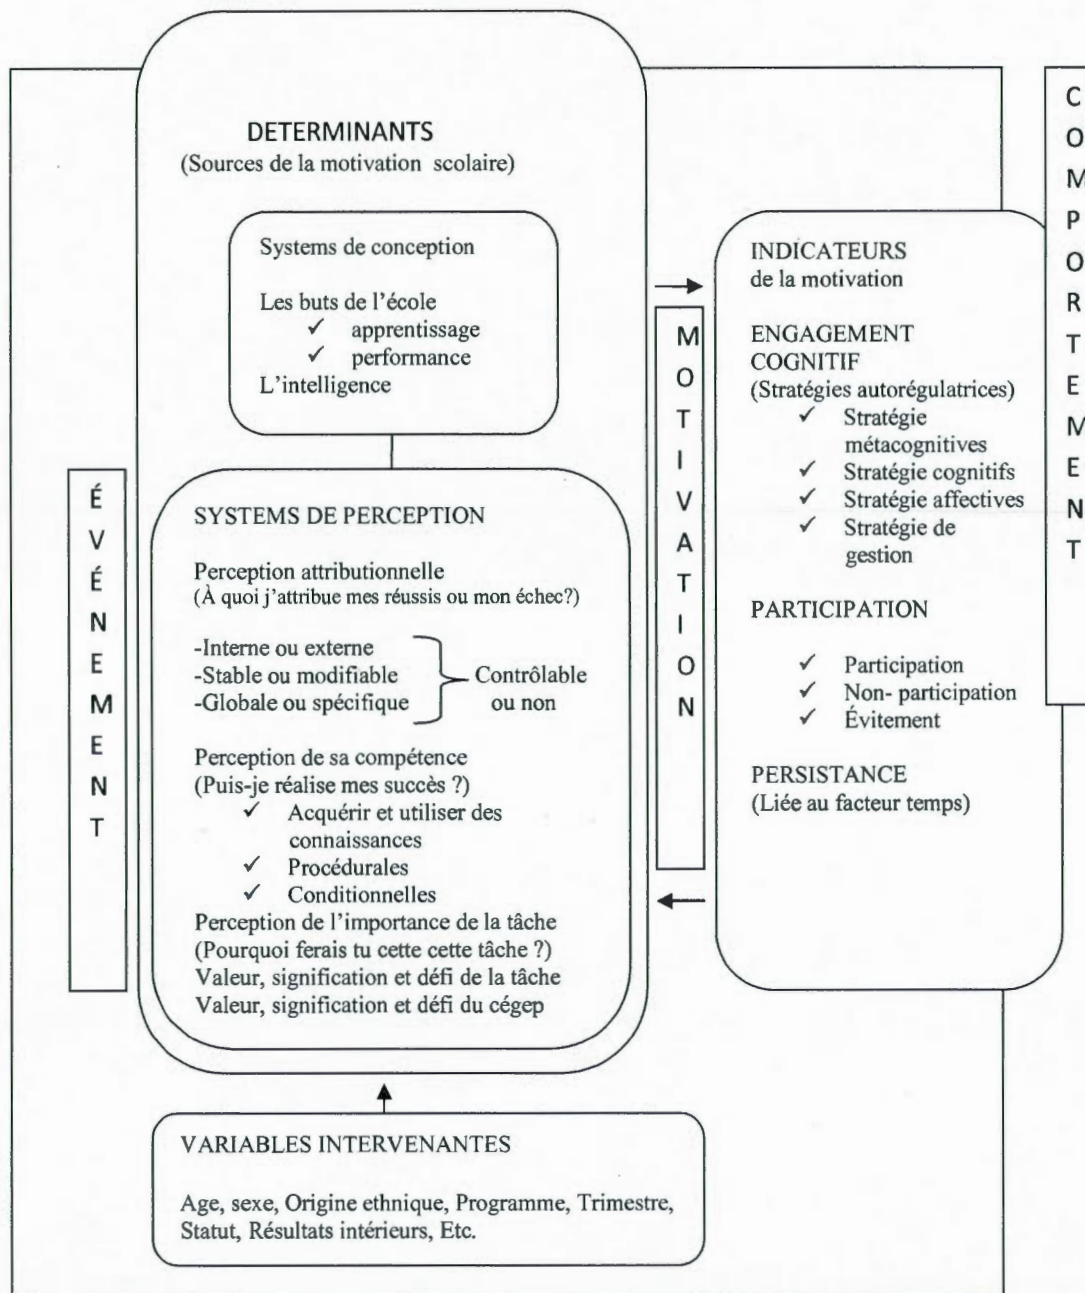 DETERMINANTS
(Sources de la motivation scolaire)
Systems de conception
Les buts de l'école
✓ apprentissage
✓ performance
L'intelligence
ÉVÉNEMENT
SYSTEMS DE PERCEPTION
Perception attributionnelle
(À quoi j'attribue mes réussis ou mon échec?)
-Interne ou externe
-Stable ou modifiable
-Globale ou spécifique
Contrôlable
ou non
Perception de sa compétence
(Puis-je réalise mes succès ?)
✓ Acquérir et utiliser des
connaissances
✓ Procédurales
✓ Conditionnelles
Perception de l'importance de la tâche
(Pourquoi ferais tu cette cette tâche ?)
Valeur, signification et défi de la tâche
Valeur, signification et défi du cégep
MOTIVATION
INDICATEURS
de la motivation
ENGAGEMENT
COGNITIF
(Stratégies autorégulatrices)
✓ Stratégie
métacognitives
✓ Stratégie cognitifs
✓ Stratégie affectives
✓ Stratégie de
gestion
PARTICIPATION
✓ Participation
✓ Non- participation
✓ Évitement
PERSISTANCE
(Liée au facteur temps)
COMPORTEMENT
VARIABLES INTERVENANTES
Age, sexe, Origine ethnique, Programme, Trimestre,
Statut, Résultats intérieurs, Etc.